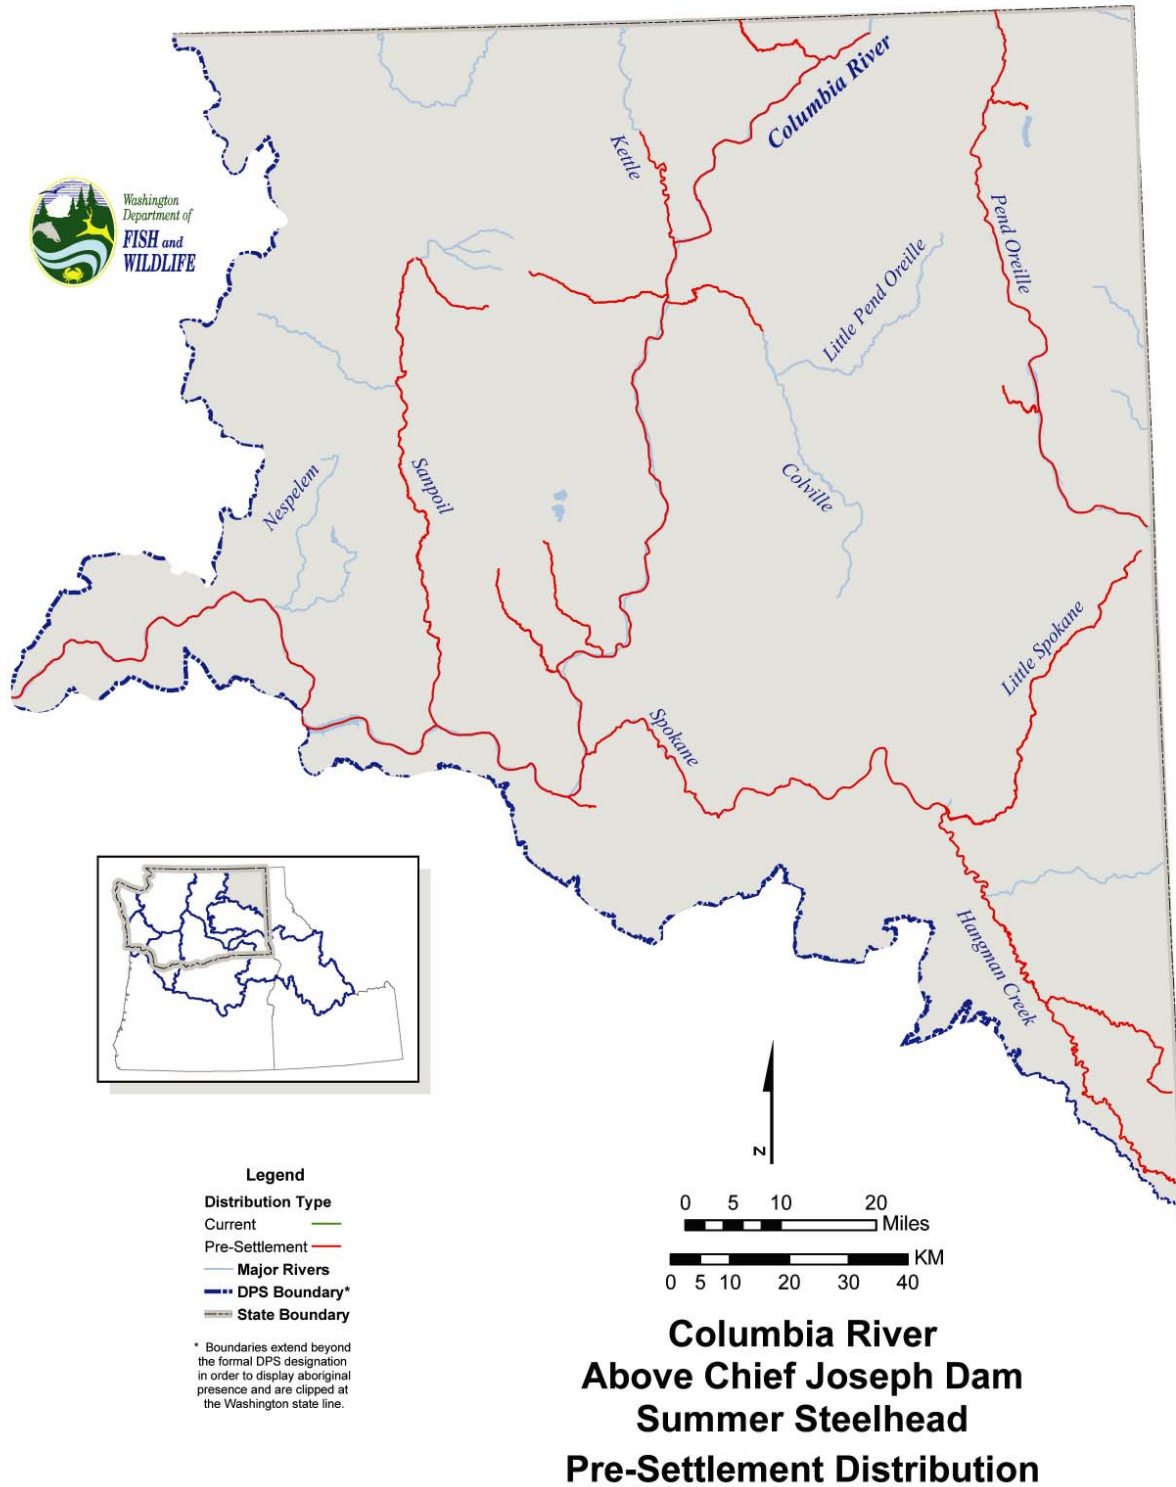 Columbia River
Kettle
Washington
Department of
FISH and
WILDLIFE
Pend Oreille
Little Pend Oreille
Sanpoil
Nespelem
Colville
Little Spokane
Spokane
Hangman Creek
N
Legend
Distribution Type
Current
Pre-Settlement
Major Rivers
DPS Boundary*
State Boundary
* Boundaries extend beyond
the formal DPS designation
in order to display aboriginal
presence and are clipped at
the Washington state line.
0 5 10 20
Miles
KM
0 5 10 20 30 40
Columbia River
Above Chief Joseph Dam
Summer Steelhead
Pre-Settlement Distribution